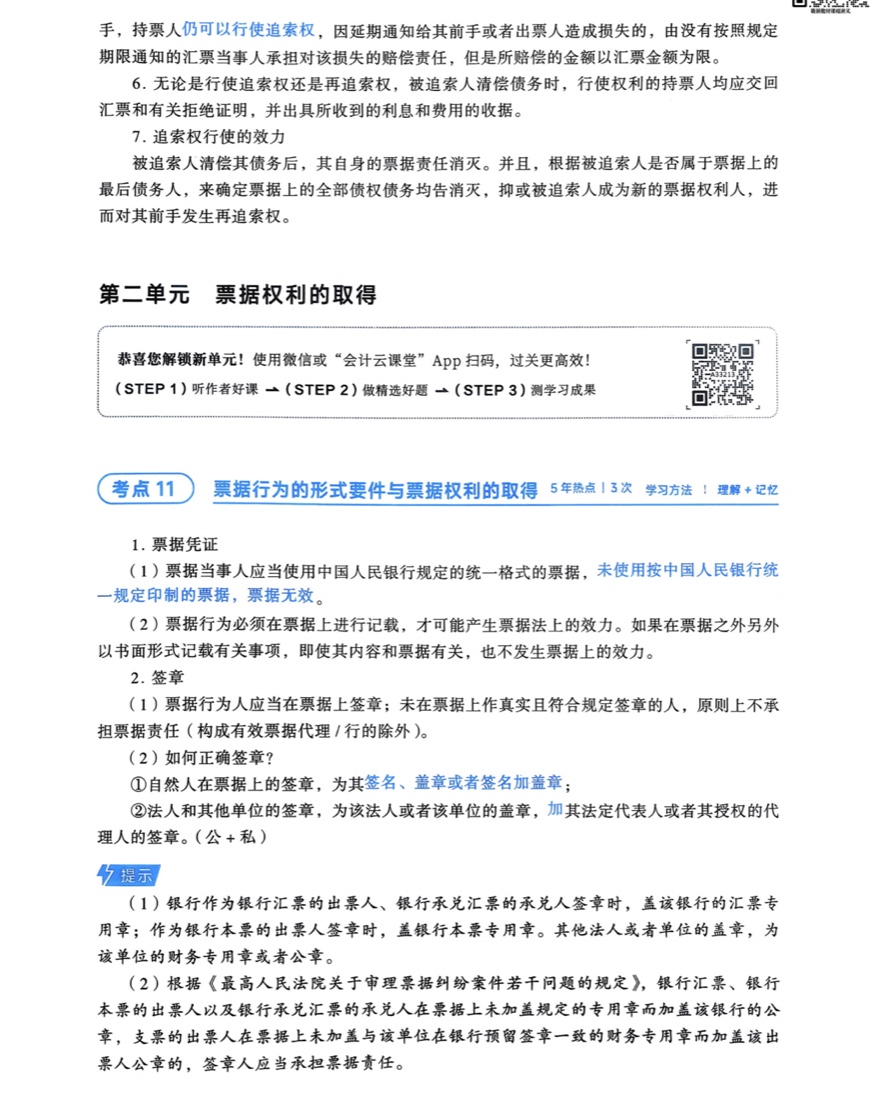 手，持票人仍可以行使追索权，因延期通知给其前手或者出票人造成损失的，由没有按照规定
期限通知的汇票当事人承担对该损失的赔偿责任，但是所赔偿的金额以汇票金额为限。
6. 无论是行使追索权还是再追索权，被追索人清偿债务时，行使权利的持票人均应交回
汇票和有关拒绝证明，并出具所收到的利息和费用的收据。
7. 追索权行使的效力
被追索人清偿其债务后，其自身的票据责任消灭。并且，根据被追索人是否属于票据上的
最后债务人，来确定票据上的全部债权债务均告消灭，抑或被追索人成为新的票据权利人，进
而对其前手发生再追索权。
第二单元 票据权利的取得
恭喜您解锁新单元！使用微信或“会计云课堂”App 扫码，过关更高效！
（STEP 1）听作者好课 → （STEP 2）做精选好题 → （STEP 3）测学习成果
考点 11 票据行为的形式要件与票据权利的取得 5 年热点 | 3 次 学习方法 ！ 理解 + 记忆
1. 票据凭证
（1）票据当事人应当使用中国人民银行规定的统一格式的票据，未使用按中国人民银行统
一规定印制的票据，票据无效。
（2）票据行为必须在票据上进行记载，才可能产生票据法上的效力。如果在票据之外另外
以书面形式记载有关事项，即使其内容和票据有关，也不发生票据上的效力。
2. 签章
（1）票据行为人应当在票据上签章；未在票据上作真实且符合规定签章的人，原则上不承
担票据责任（构成有效票据代理 / 行的除外）。
（2）如何正确签章？
①自然人在票据上的签章，为其签名、盖章或者签名加盖章；
②法人和其他单位的签章，为该法人或者该单位的盖章，加其法定代表人或者其授权的代
理人的签章。（公 + 私）
提示
（1）银行作为银行汇票的出票人、银行承兑汇票的承兑人签章时，盖该银行的汇票专
用章；作为银行本票的出票人签章时，盖银行本票专用章。其他法人或者单位的盖章，为
该单位的财务专用章或者公章。
（2）根据《最高人民法院关于审理票据纠纷案件若干问题的规定》，银行汇票、银行
本票的出票人以及银行承兑汇票的承兑人在票据上未加盖规定的专用章而加盖该银行的公
章，支票的出票人在票据上未加盖与该单位在银行预留签章一致的财务专用章而加盖该出
票人公章的，签章人应当承担票据责任。